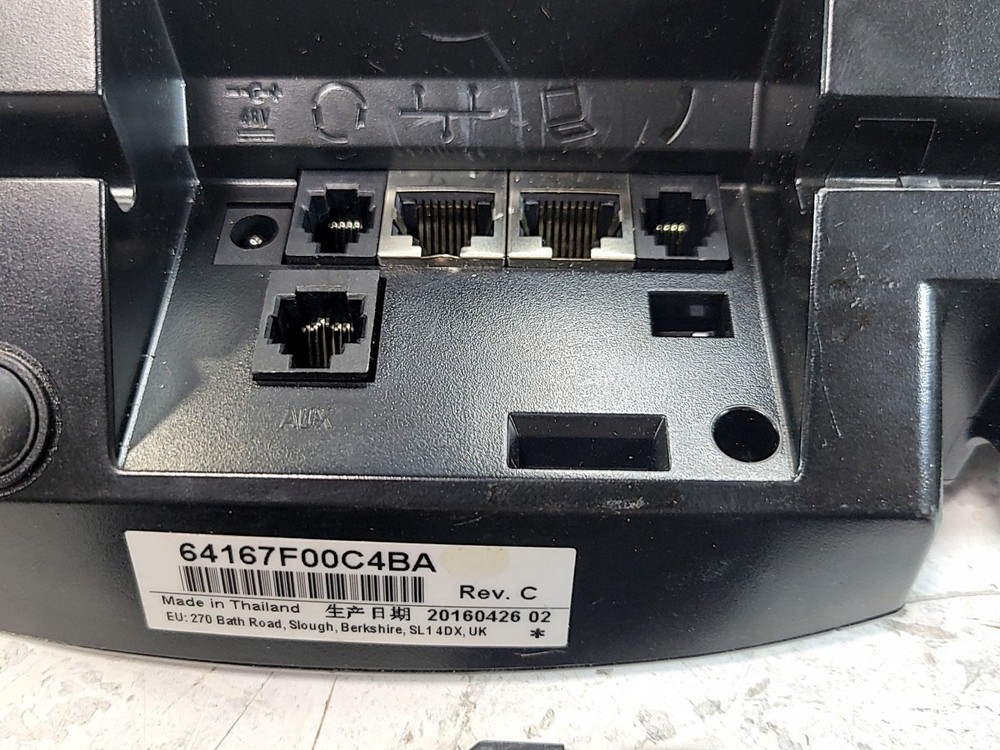 48V
AUX
64167F00C4BA
Rev. C
Made in Thailand 生产日期 20160426 02
EU: 270 Bath Road, Slough, Berkshire, SL1 4DX, UK *